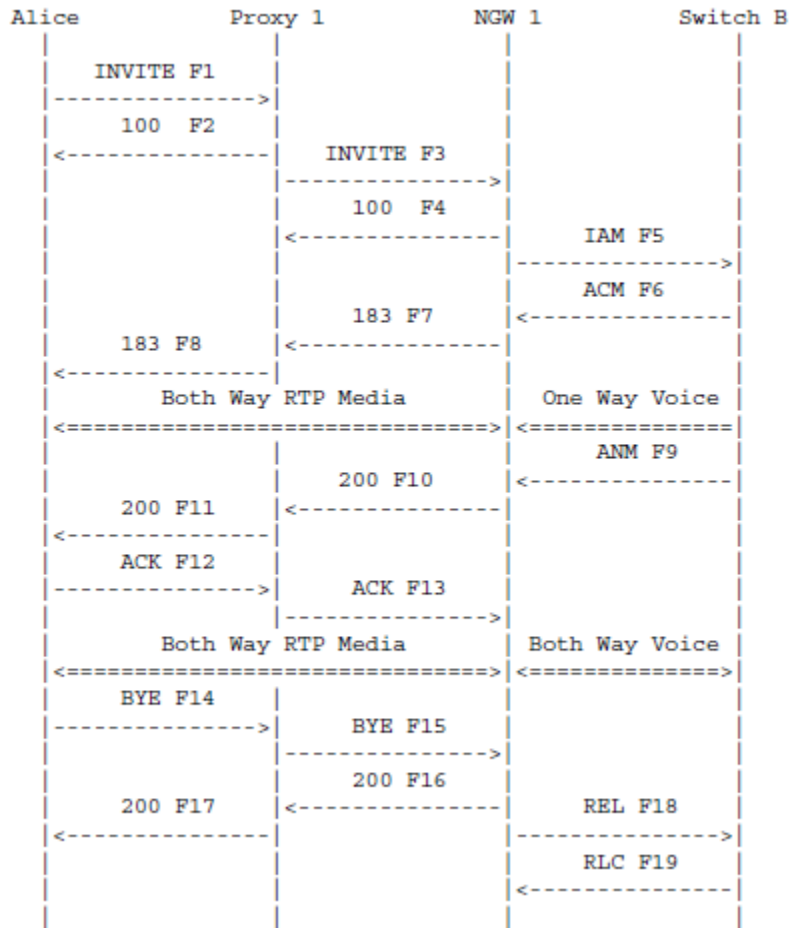 Alice Proxy 1 NGW 1 Switch B
INVITE F1
100 F2
INVITE F3
100 F4
IAM F5
ACM F6
183 F7
183 F8
Both Way RTP Media One Way Voice
ANM F9
200 F10
200 F11
ACK F12
ACK F13
Both Way RTP Media Both Way Voice
BYE F14
BYE F15
200 F16
200 F17 REL F18
RLC F19